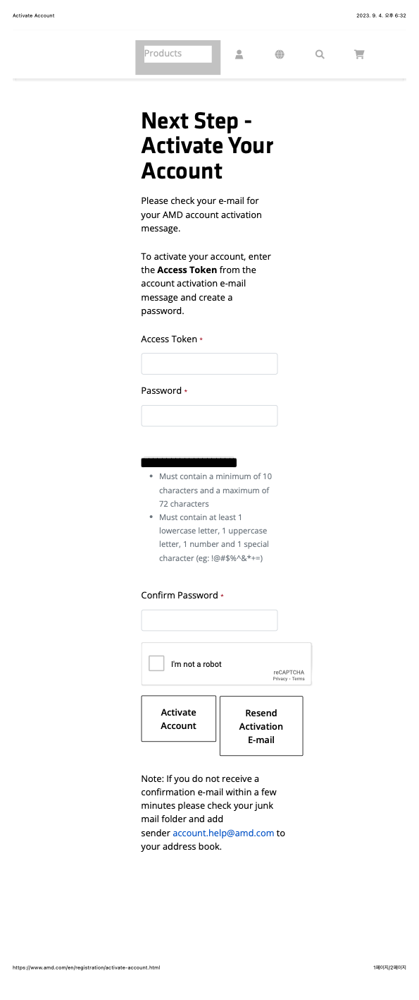 Activate Account
2023. 9. 4. 오후 6:32
Products
Next Step -
Activate Your
Account
Please check your e-mail for
your AMD account activation
message.
To activate your account, enter
the Access Token from the
account activation e-mail
message and create a
password.
Access Token *
Password *
• Must contain a minimum of 10
characters and a maximum of
72 characters
• Must contain at least 1
lowercase letter, 1 uppercase
letter, 1 number and 1 special
character (eg: !@#$%^&*+=)
Confirm Password *
I'm not a robot
reCAPTCHA
Privacy - Terms
Activate
Account
Resend
Activation
E-mail
Note: If you do not receive a
confirmation e-mail within a few
minutes please check your junk
mail folder and add
sender account.help@amd.com to
your address book.
https://www.amd.com/en/registration/activate-account.html
1페이지/2페이지